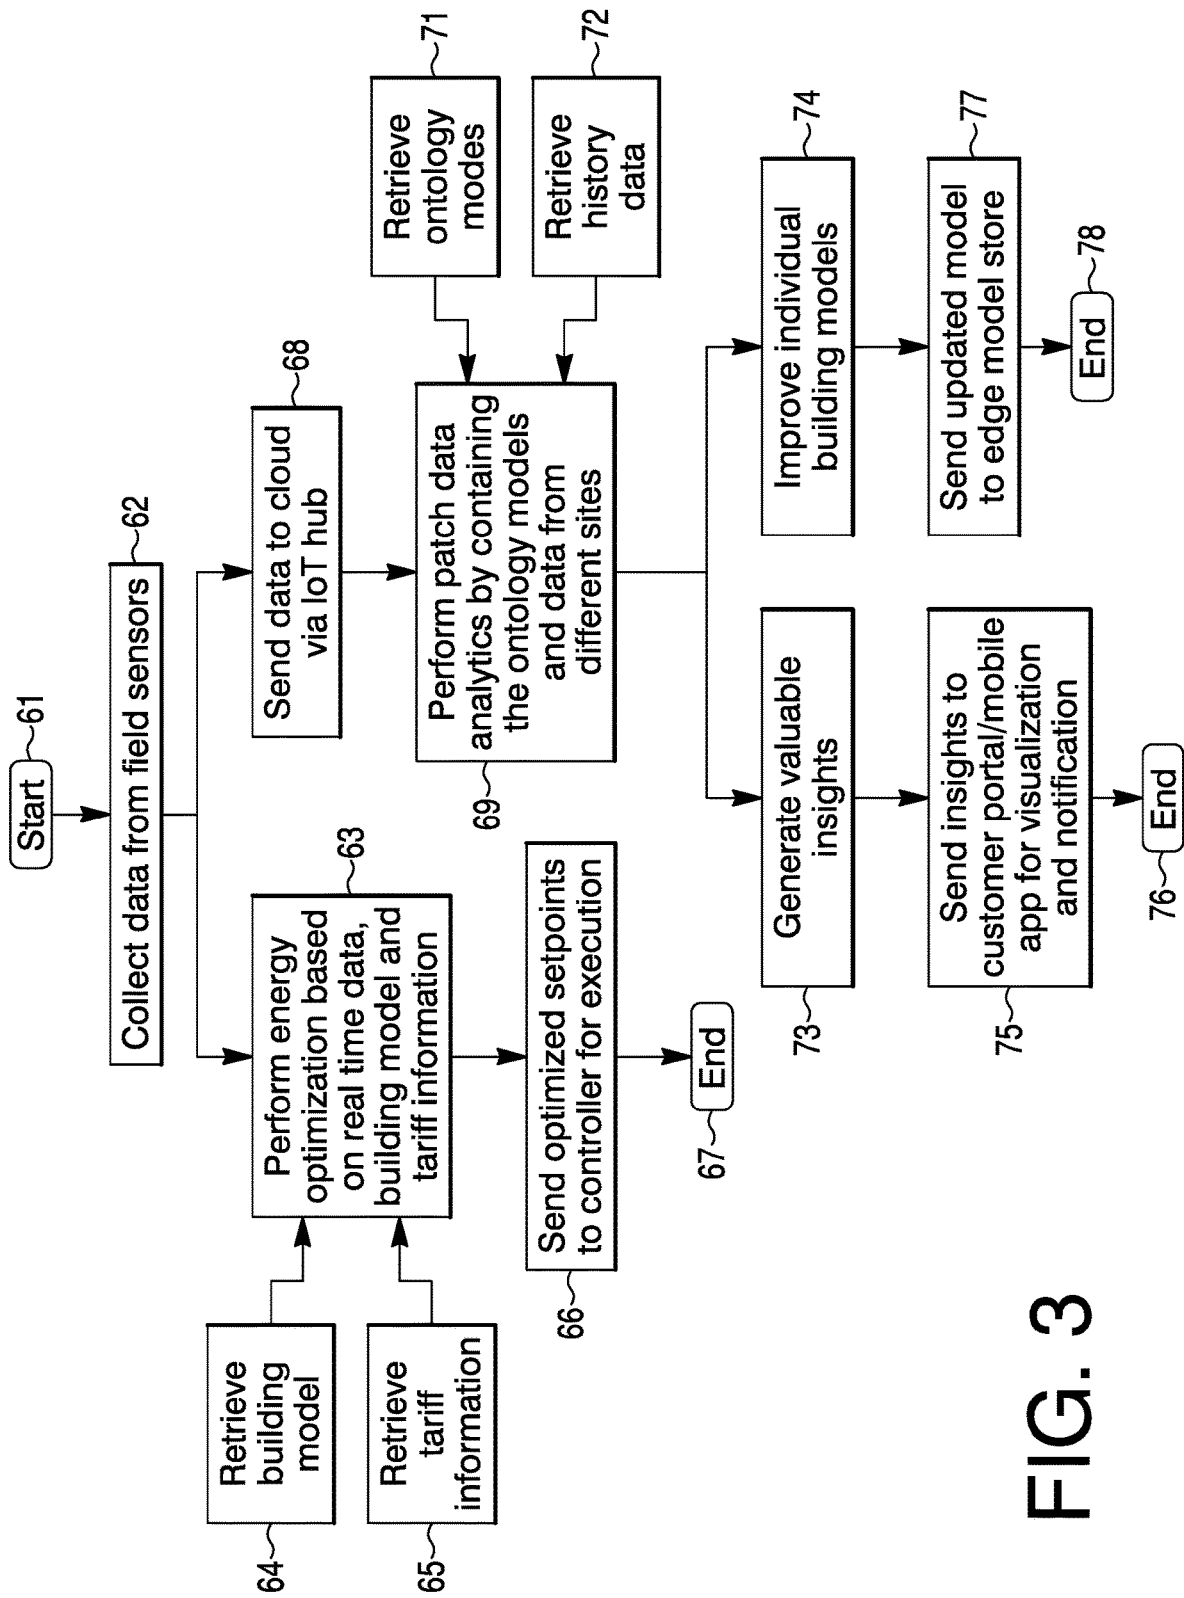 Start
61
Collect data from field sensors
62
Perform energy
optimization based
on real time data,
building model and
tariff information
63
Retrieve
building
model
64
Retrieve
tariff
information
65
Send optimized setpoints
to controller for execution
66
End
67
Send data to cloud
via IoT hub
68
Perform patch data
analytics by containing
the ontology models
and data from
different sites
69
Retrieve
ontology
modes
71
Retrieve
history
data
72
Generate valuable
insights
73
Improve individual
building models
74
Send insights to
customer portal/mobile
app for visualization
and notification
75
End
76
Send updated model
to edge model store
77
End
78
FIG. 3